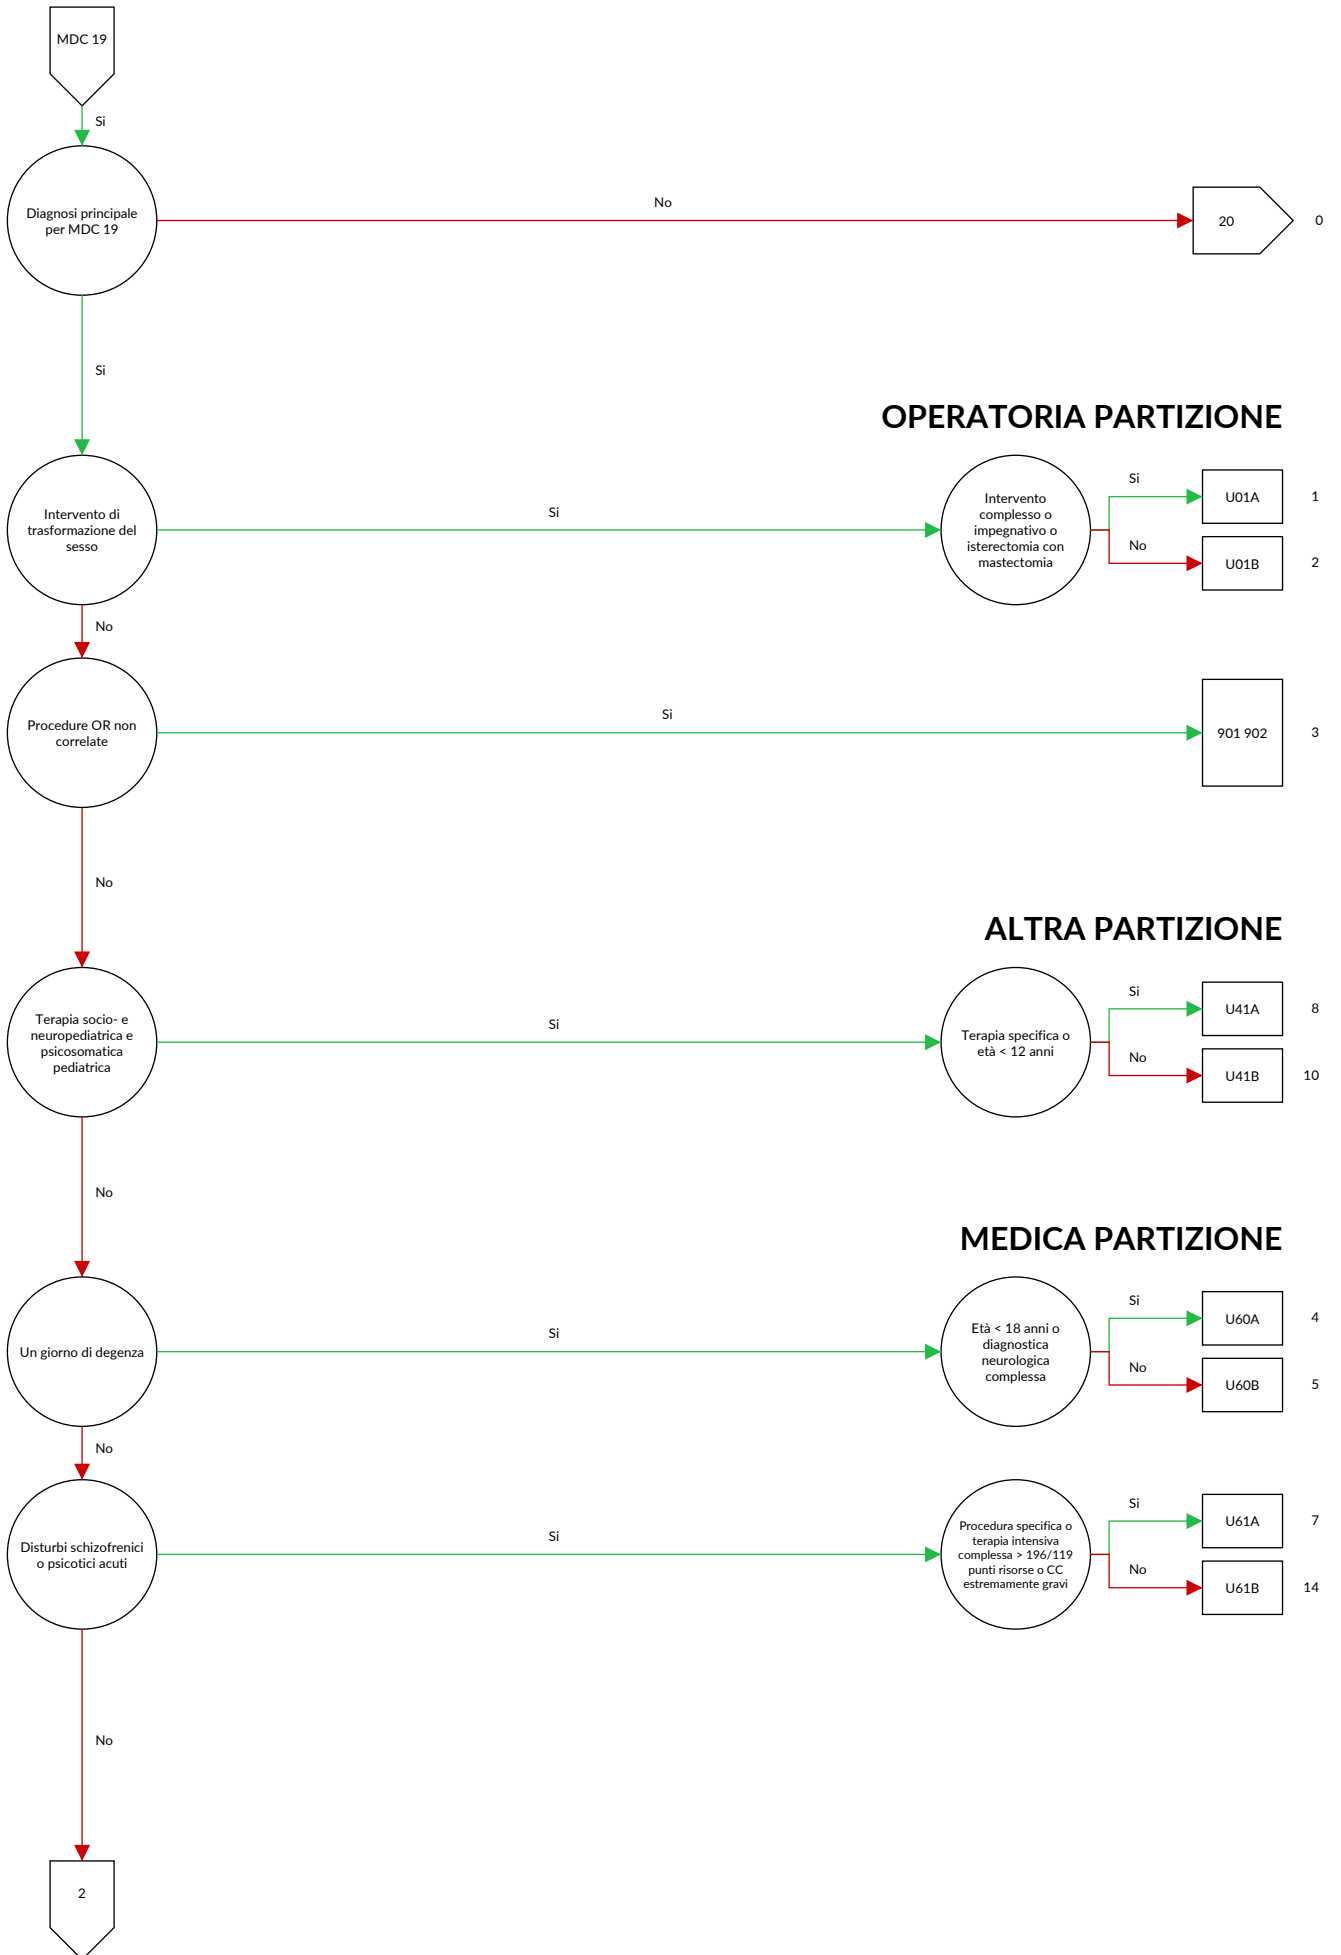 MDC 19
Si
Diagnosi principale
per MDC 19
No
20
0
Si
OPERATORIA PARTIZIONE
Intervento di
trasformazione del
sesso
Si
Intervento
complesso o
impegnativo o
isterectomia con
mastectomia
Si
U01A
1
No
U01B
2
No
Procedure OR non
correlate
Si
901 902
3
No
ALTRA PARTIZIONE
Terapia socio- e
neuropediatrica e
psicosomatica
pediatrica
Si
Terapia specifica o
età < 12 anni
Si
U41A
8
No
U41B
10
No
MEDICA PARTIZIONE
Un giorno di degenza
Si
Età < 18 anni o
diagnostica
neurologica
complessa
Si
U60A
4
No
U60B
5
No
Disturbi schizofrenici
o psicotici acuti
Si
Procedura specifica o
terapia intensiva
complessa > 196/119
punti risorse o CC
estremamente gravi
Si
U61A
7
No
U61B
14
No
2